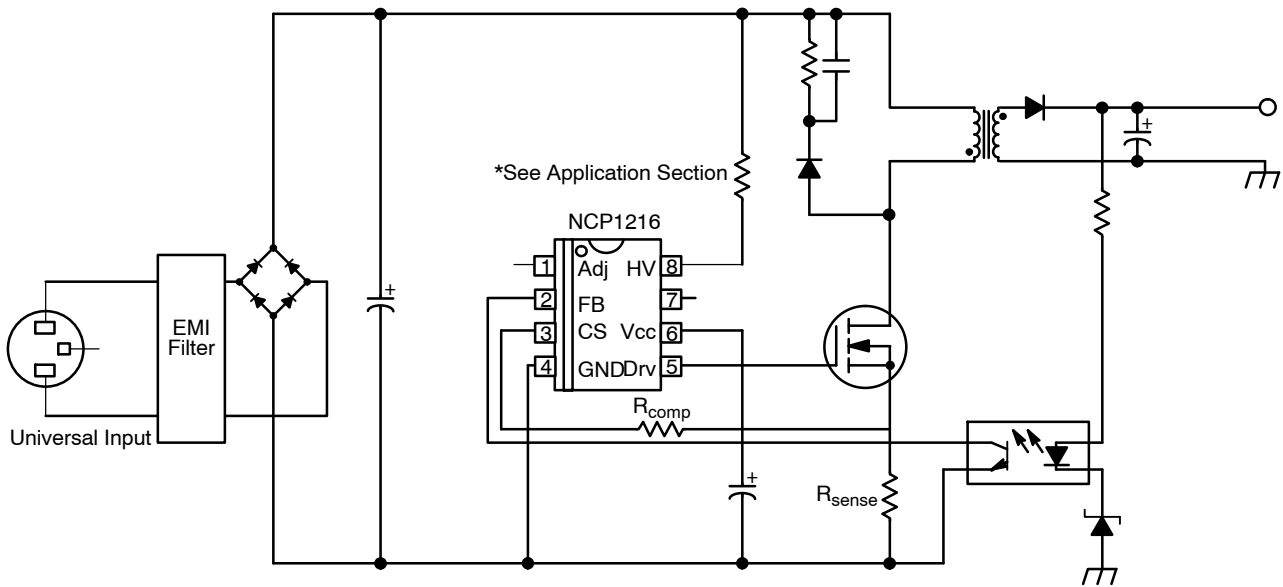 *See Application Section
NCP1216
1 Adj HV 8
2 FB 7
3 CS Vcc 6
4 GND Drv 5
EMI
Filter
Universal Input
Rcomp
Rsense
+
+
+
+